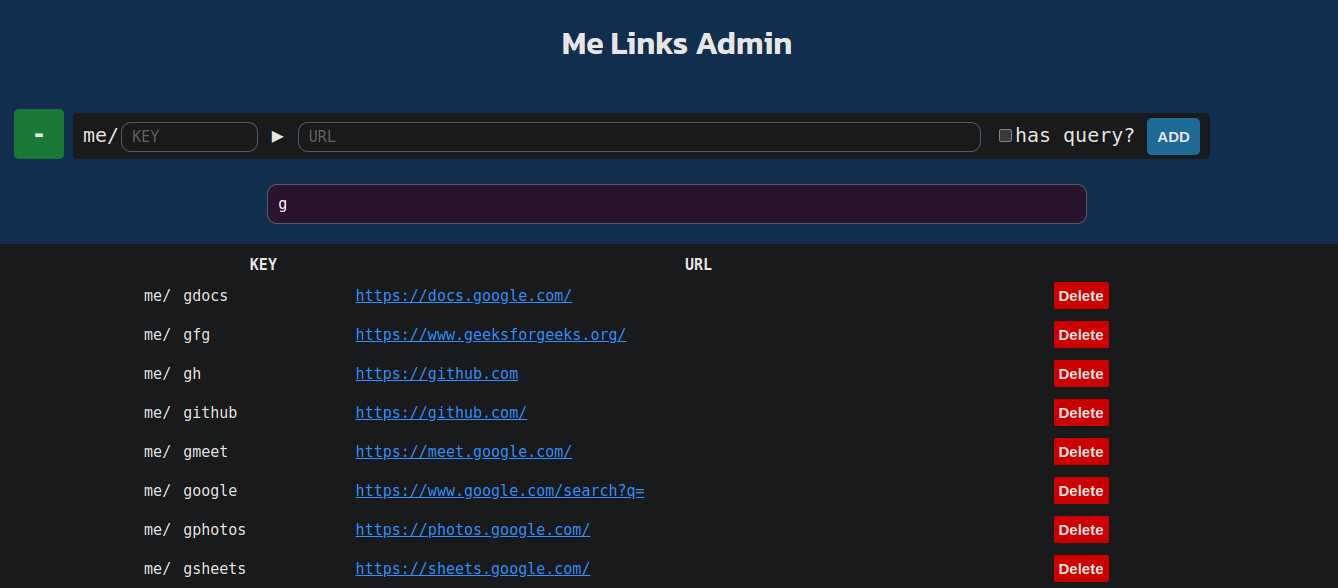 Me Links Admin
- me/ KEY ▶ URL has query? ADD
g
KEY URL
me/ gdocs https://docs.google.com/ Delete
me/ gfg https://www.geeksforgeeks.org/ Delete
me/ gh https://github.com Delete
me/ github https://github.com/ Delete
me/ gmeet https://meet.google.com/ Delete
me/ google https://www.google.com/search?q= Delete
me/ gphotos https://photos.google.com/ Delete
me/ gsheets https://sheets.google.com/ Delete